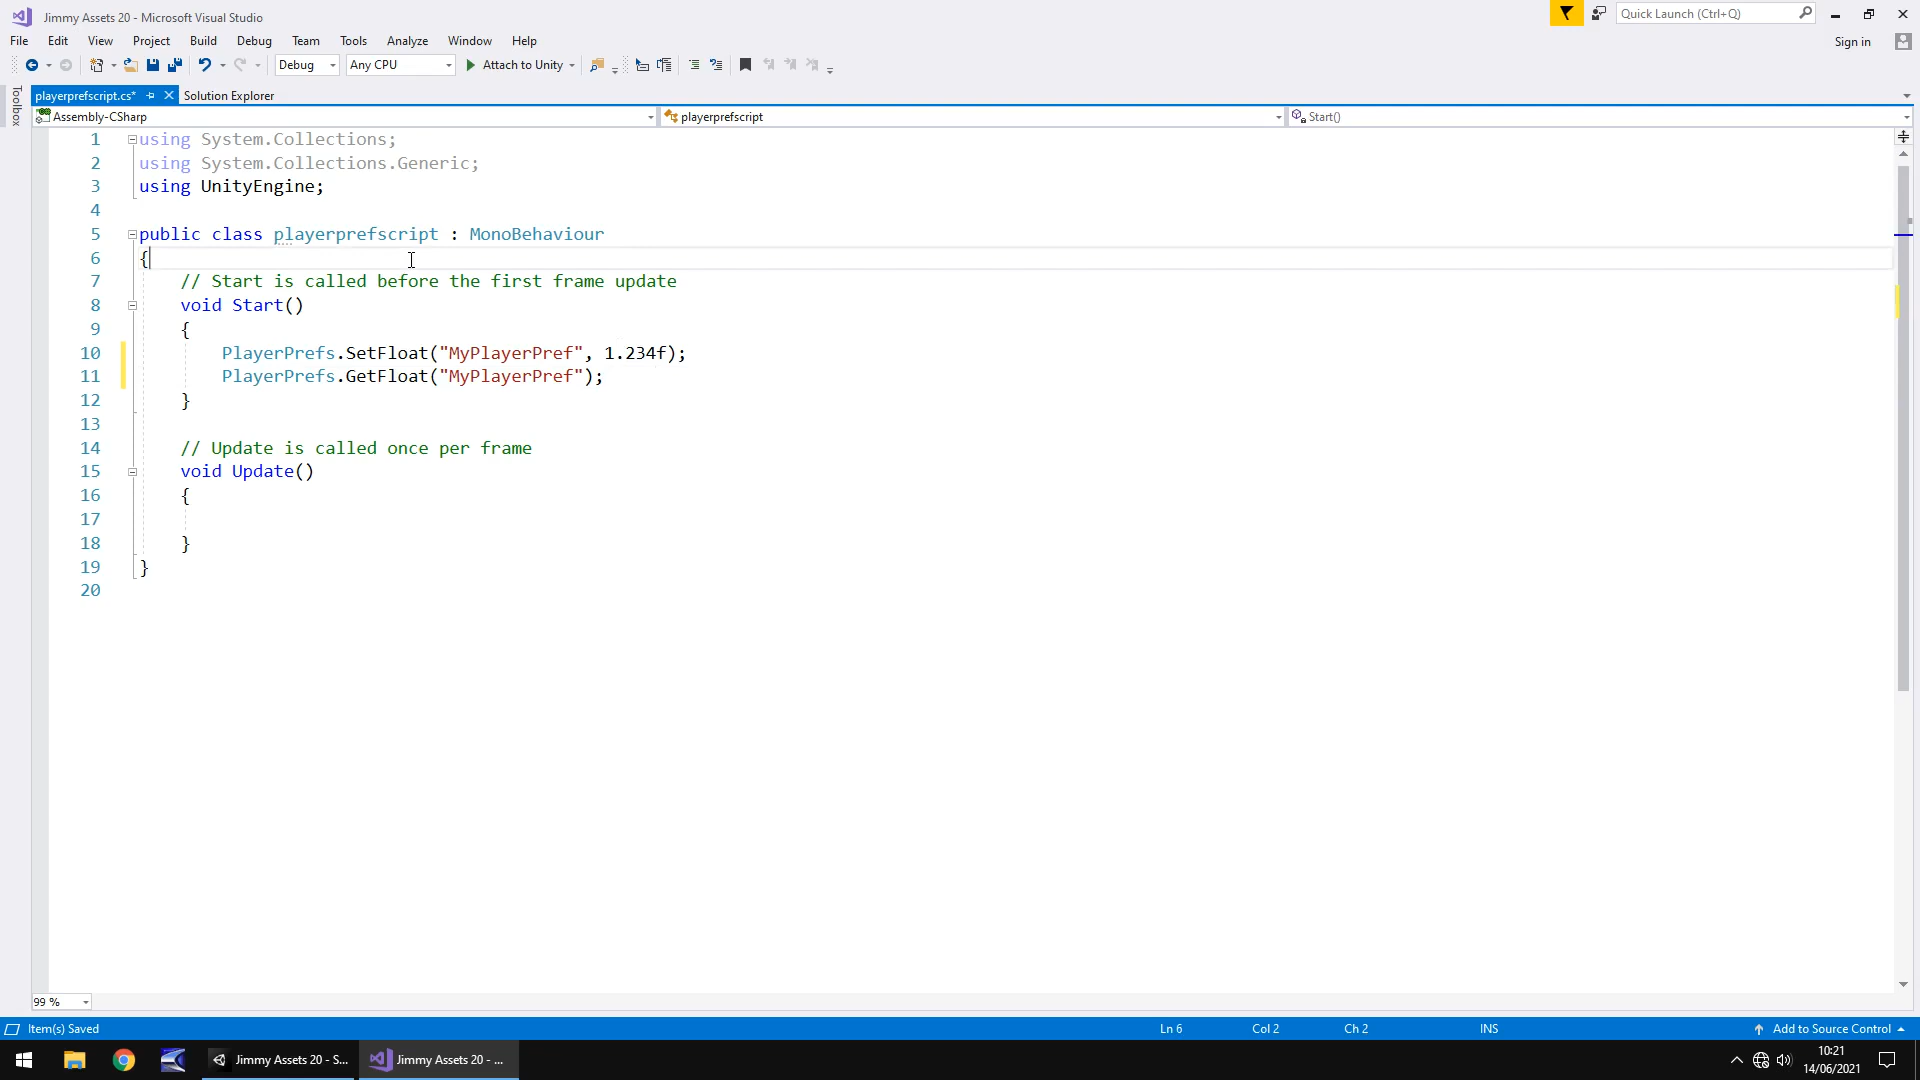 Jimmy Assets 20 - Microsoft Visual Studio
Quick Launch (Ctrl+Q)
File Edit View Project Build Debug Team Tools Analyze Window Help
Sign in
Debug Any CPU Attach to Unity
playerprefscript.cs* Solution Explorer
Toolbox
Assembly-CSharp playerprefscript Start()
1 using System.Collections;
2 using System.Collections.Generic;
3 using UnityEngine;
4
5 public class playerprefscript : MonoBehaviour
6 {
7 // Start is called before the first frame update
8 void Start()
9 {
10 PlayerPrefs.SetFloat("MyPlayerPref", 1.234f);
11 PlayerPrefs.GetFloat("MyPlayerPref");
12 }
13
14 // Update is called once per frame
15 void Update()
16 {
17
18 }
19 }
20
99 %
Item(s) Saved Ln 6 Col 2 Ch 2 INS Add to Source Control
Jimmy Assets 20 - S... Jimmy Assets 20 - ...
10:21
14/06/2021